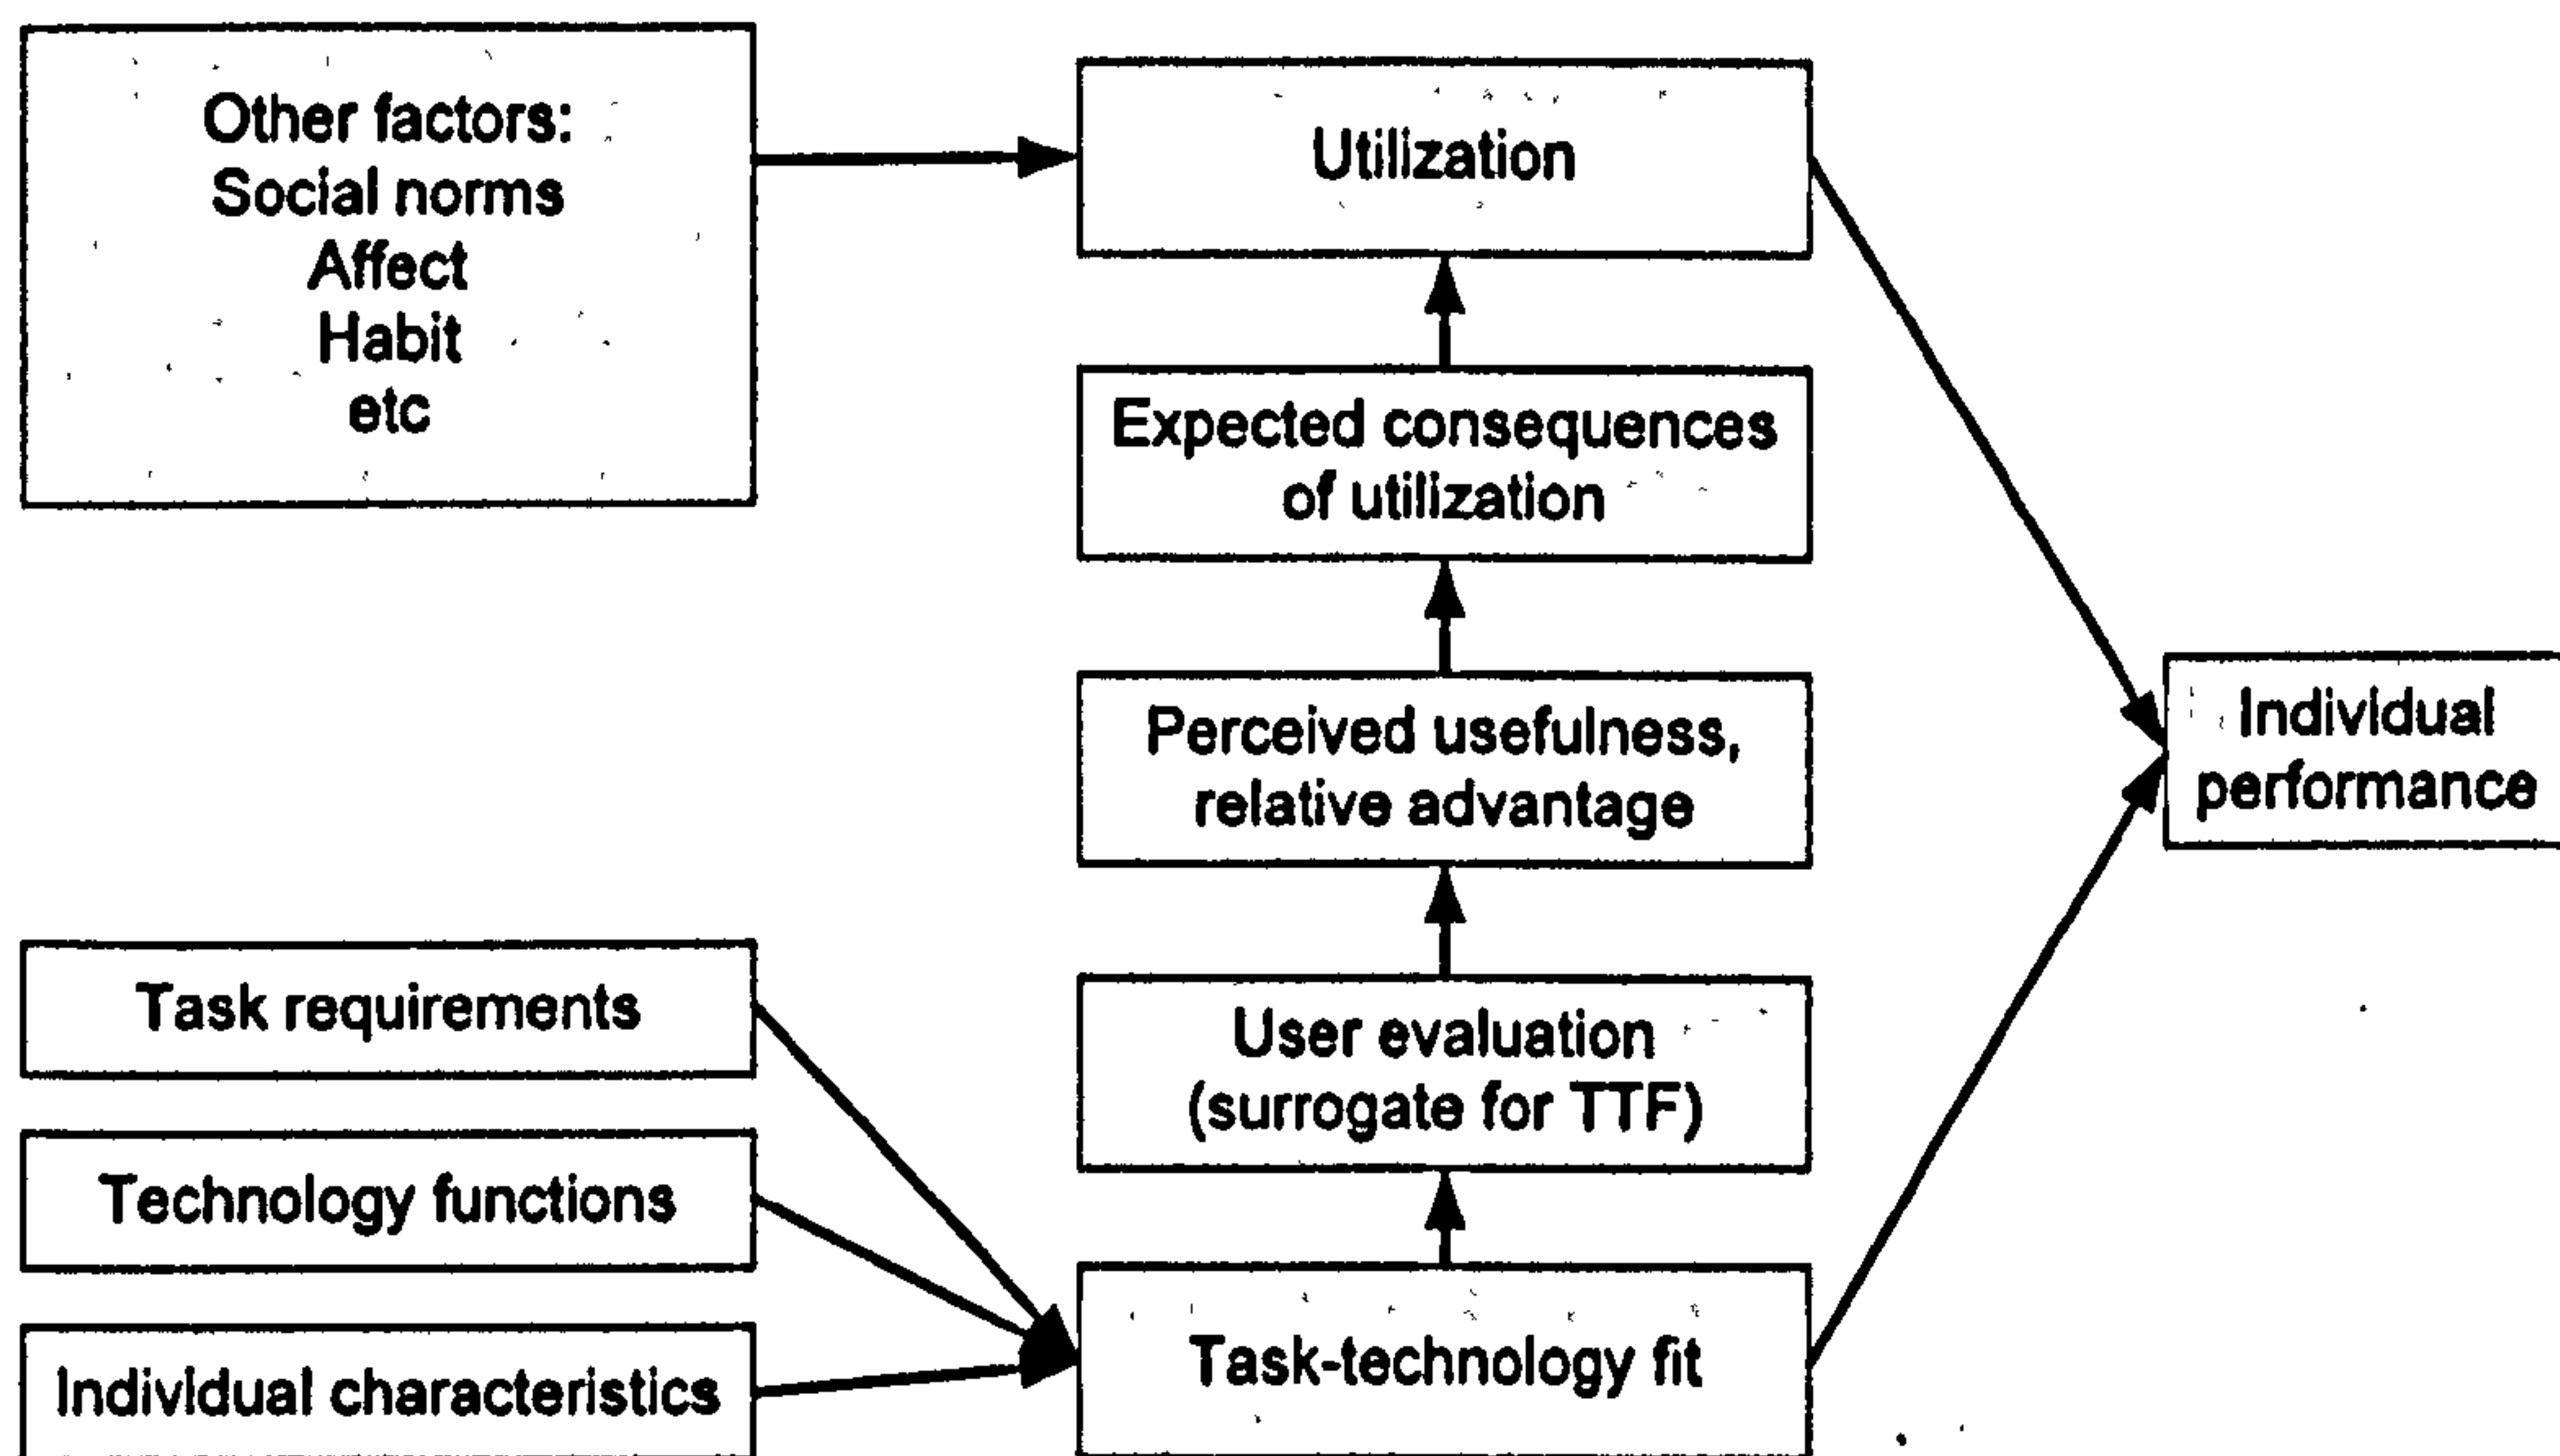 Other factors:
Social norms
Affect
Habit
etc
Utilization
Expected consequences
of utilization
Perceived usefulness,
relative advantage
Individual
performance
Task requirements
User evaluation
(surrogate for TTF)
Technology functions
Individual characteristics
Task-technology fit